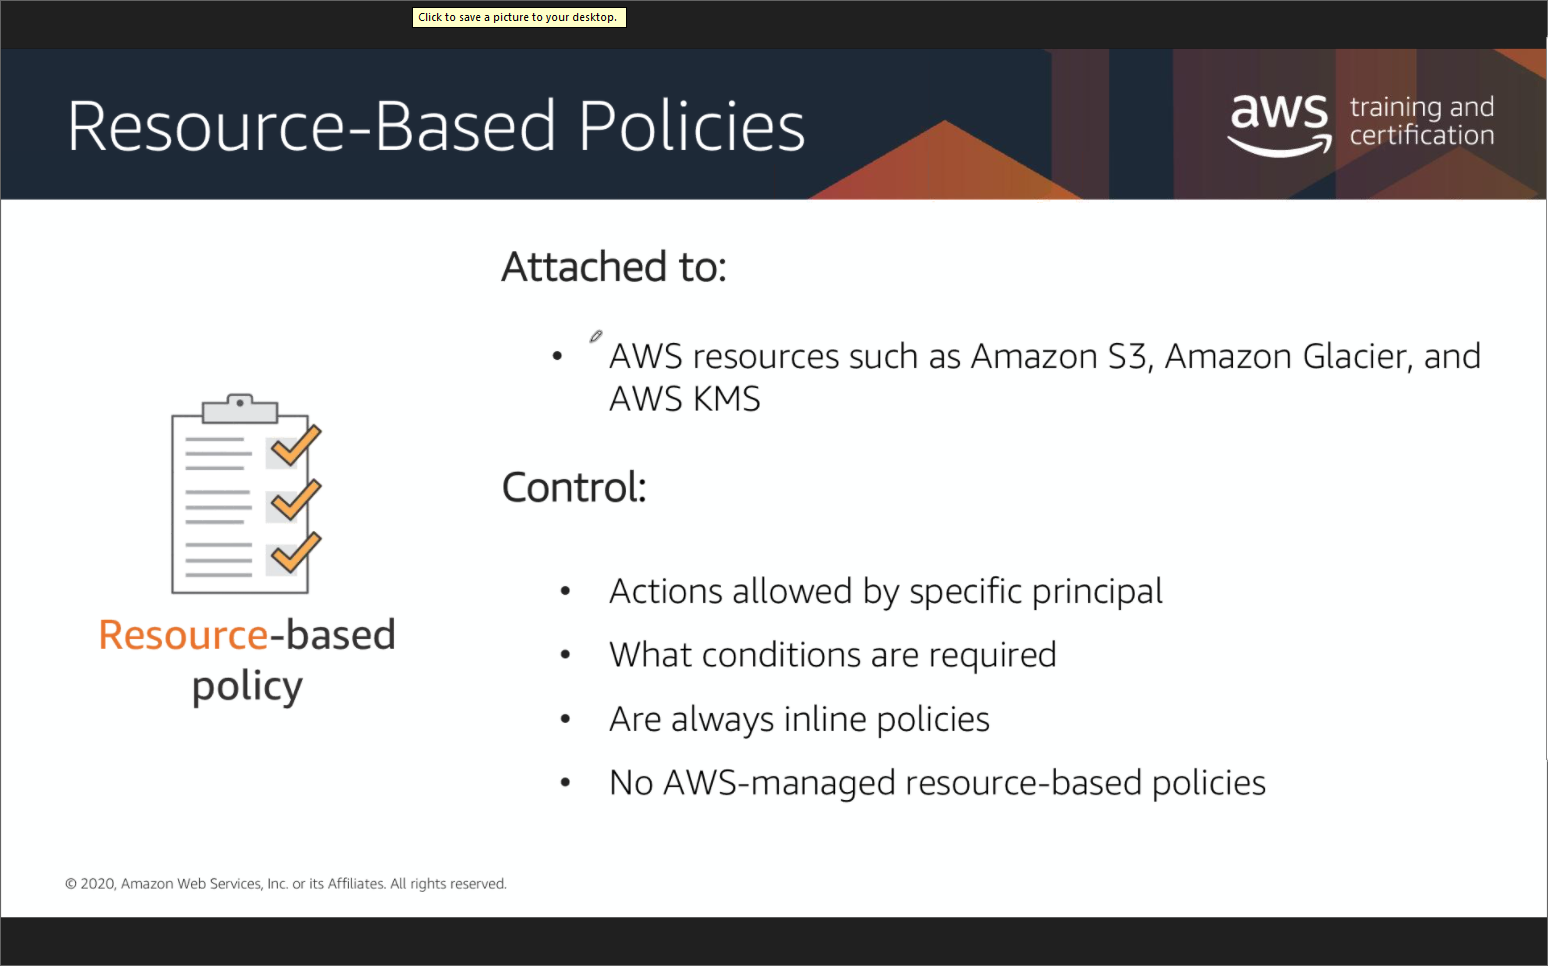 Click to save a picture to your desktop.
Resource-Based Policies
aws training and
certification
Attached to:
• AWS resources such as Amazon S3, Amazon Glacier, and
AWS KMS
Control:
• Actions allowed by specific principal
• What conditions are required
• Are always inline policies
• No AWS-managed resource-based policies
Resource-based
policy
© 2020, Amazon Web Services, Inc. or its Affiliates. All rights reserved.